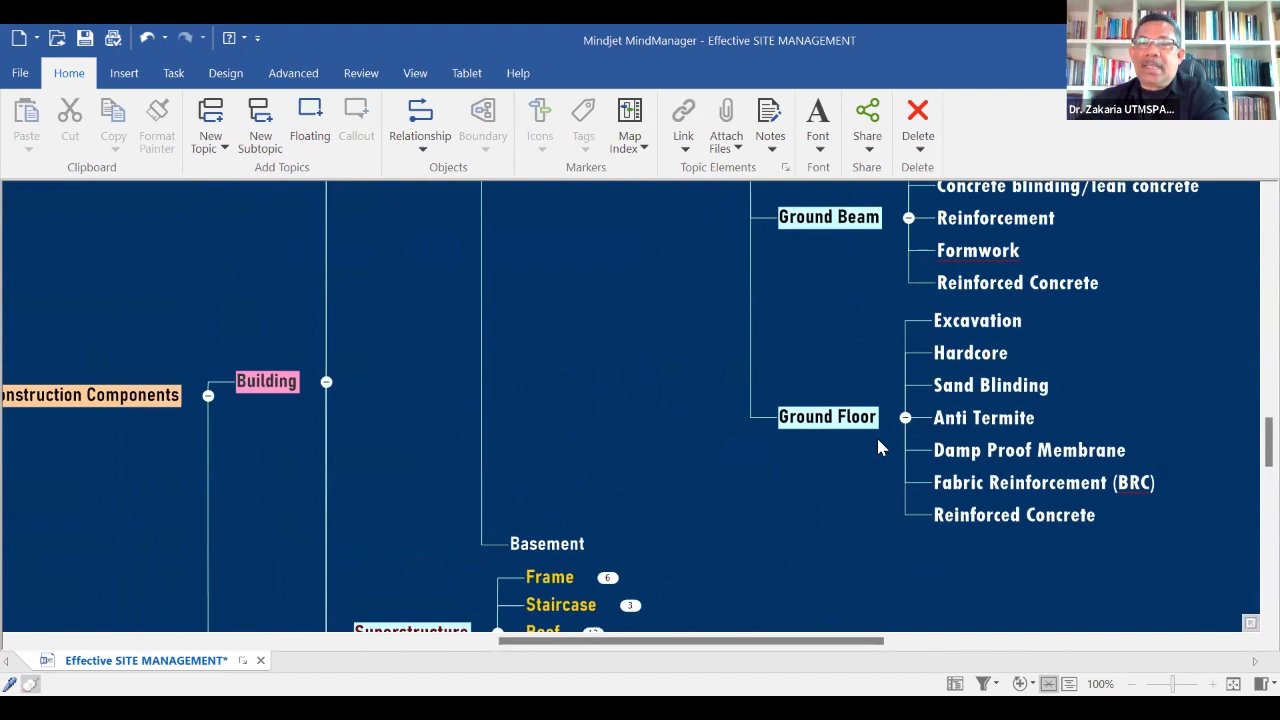 Mindjet MindManager - Effective SITE MANAGEMENT
File Home Insert Task Design Advanced Review View Tablet Help
Dr. Zakaria UTMSPA...
Paste Cut Copy Format Painter New Topic New Subtopic Floating Callout Relationship Boundary Icons Tags Map Index Link Attach Files Notes Font Share Delete
Clipboard Add Topics Objects Markers Topic Elements Font Share Delete
Concrete blinding/lean concrete
Ground Beam
Reinforcement
Formwork
Reinforced Concrete
Excavation
Hardcore
Building
Sand Blinding
onstruction Components
Ground Floor
Anti Termite
Damp Proof Membrane
Fabric Reinforcement (BRC)
Reinforced Concrete
Basement
Frame 6
Staircase 3
Roof
Superstructure
Effective SITE MANAGEMENT*
100%